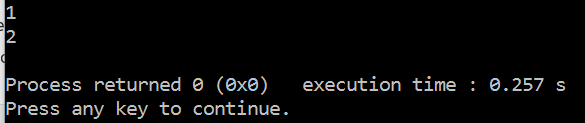 1
2
Process returned 0 (0x0)   execution time : 0.257 s
Press any key to continue.